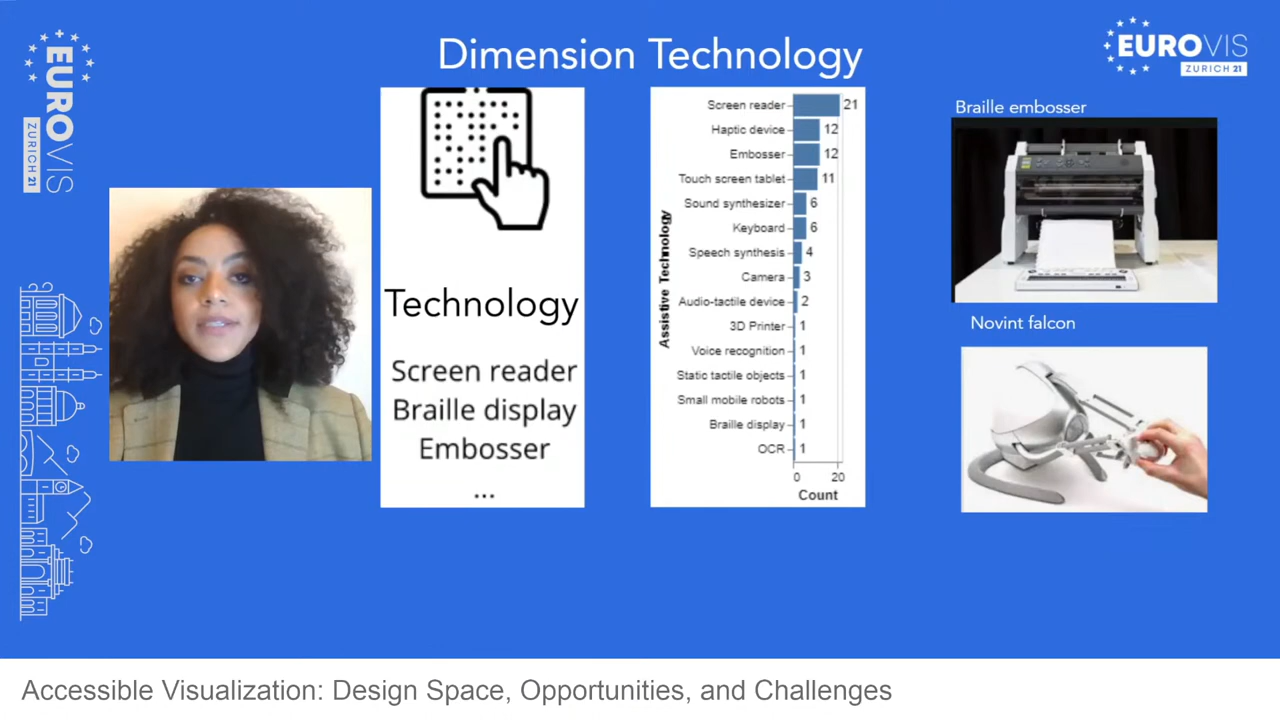 Dimension Technology
EUROVIS
ZURICH 21
EUROVIS
ZURICH 21
Technology
Screen reader
Braille display
Embosser
...
Assistive Technology
Screen reader 21
Haptic device 12
Embosser 12
Touch screen tablet 11
Sound synthesizer 6
Keyboard 6
Speech synthesis 4
Camera 3
Audio-tactile device 2
3D Printer 1
Voice recognition 1
Static tactile objects 1
Small mobile robots 1
Braille display 1
OCR 1
0 20
Count
Braille embosser
Novint falcon
Accessible Visualization: Design Space, Opportunities, and Challenges